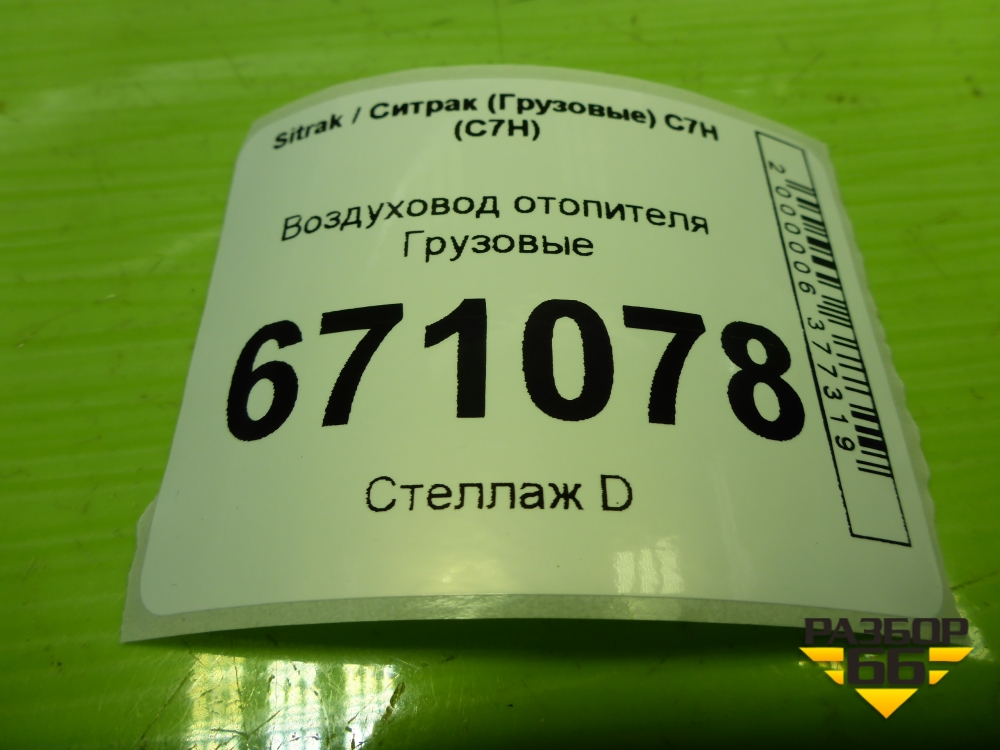 Sitrak / Ситрак (Грузовые) C7H
(C7H)
Воздуховод отопителя
Грузовые
671078
Стеллаж D
2000006377319
РАЗБОР
66